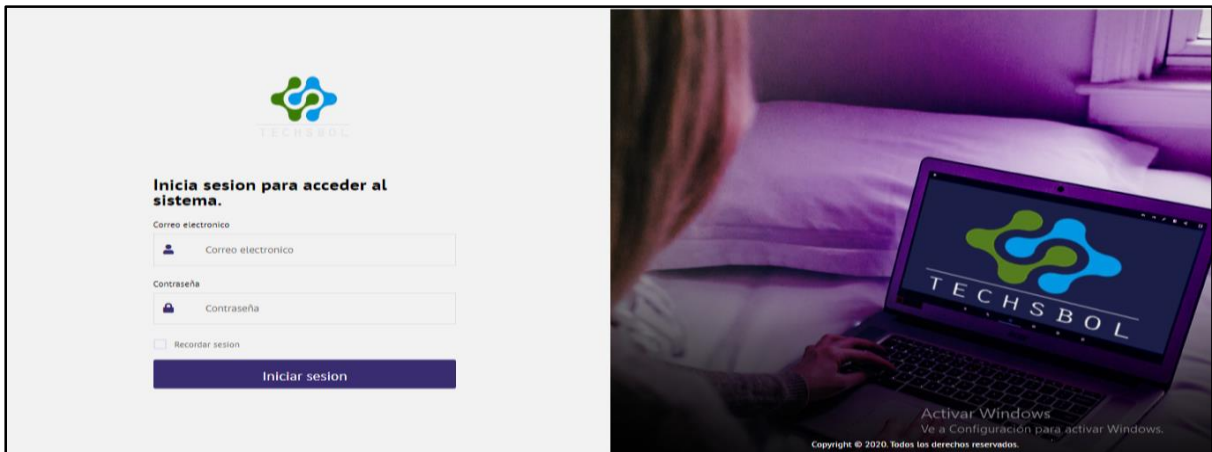 TECHSBOL
Inicia sesion para acceder al
sistema.
Correo electronico
Correo electronico
Contraseña
Contraseña
Recordar sesion
Iniciar sesion
TECHSBOL
Activar Windows
Ve a Configuración para activar Windows.
Copyright © 2020. Todos los derechos reservados.